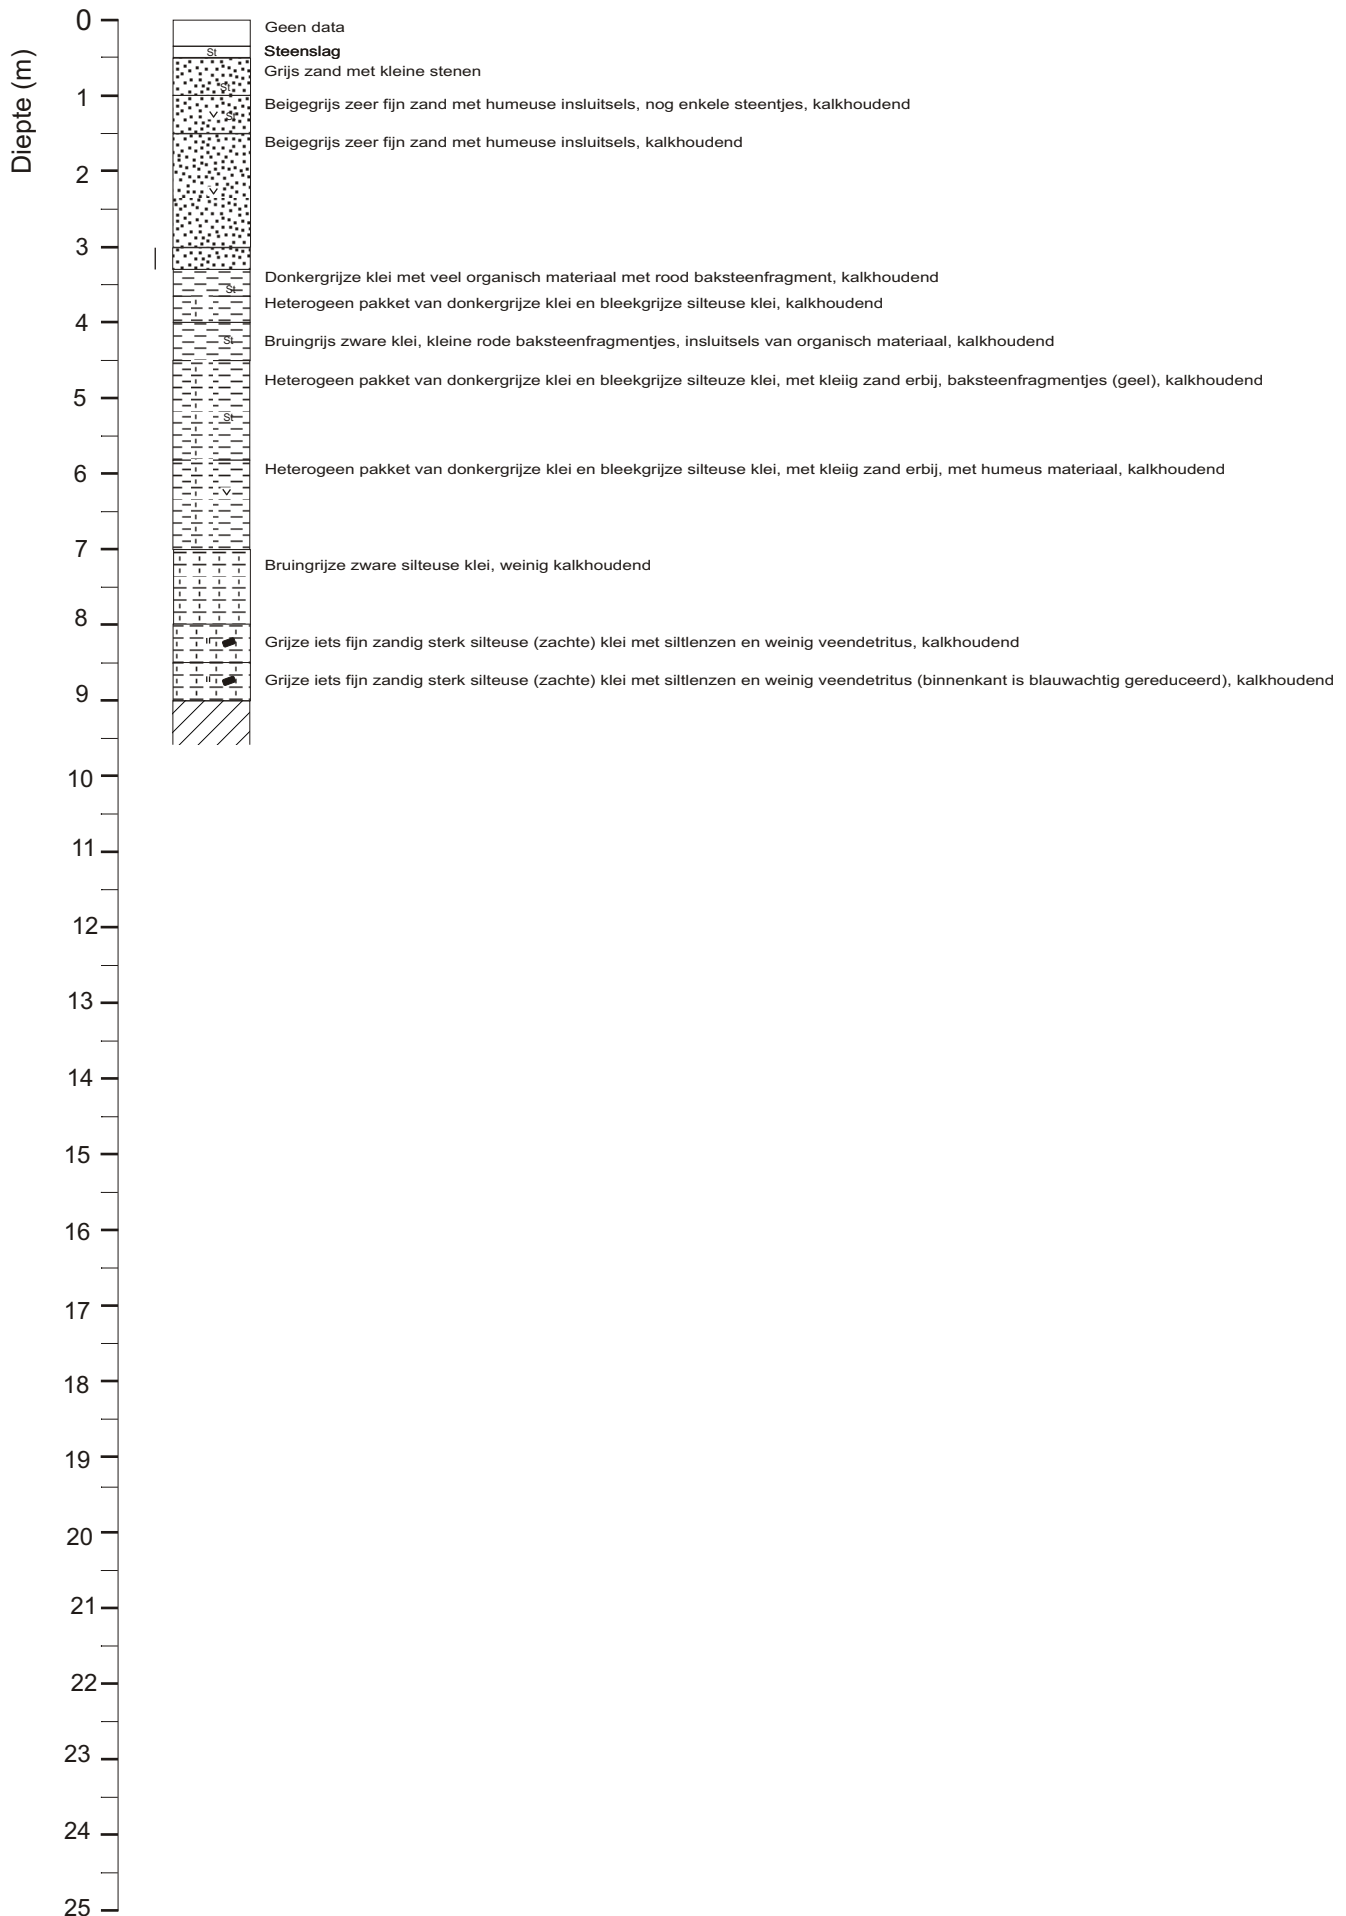 0
Geen data
St
Steenslag
Diepte (m)
Grijs zand met kleine stenen
St
1
Beigegrijs zeer fijn zand met humeuse insluitsels, nog enkele steentjes, kalkhoudend
St
Beigegrijs zeer fijn zand met humeuse insluitsels, kalkhoudend
2
3
Donkergrijze klei met veel organisch materiaal met rood baksteenfragment, kalkhoudend
St
Heterogeen pakket van donkergrijze klei en bleekgrijze silteuse klei, kalkhoudend
4
St
Bruingrijs zware klei, kleine rode baksteenfragmentjes, insluitsels van organisch materiaal, kalkhoudend
Heterogeen pakket van donkergrijze klei en bleekgrijze silteuze klei, met kleiig zand erbij, baksteenfragmentjes (geel), kalkhoudend
5
St
Heterogeen pakket van donkergrijze klei en bleekgrijze silteuse klei, met kleiig zand erbij, met humeus materiaal, kalkhoudend
6
7
Bruingrijze zware silteuse klei, weinig kalkhoudend
8
Grijze iets fijn zandig sterk silteuse (zachte) klei met siltlenzen en weinig veendetritus, kalkhoudend
Grijze iets fijn zandig sterk silteuse (zachte) klei met siltlenzen en weinig veendetritus (binnenkant is blauwachtig gereduceerd), kalkhoudend
9
10
11
12
13
14
15
16
17
18
19
20
21
22
23
24
25